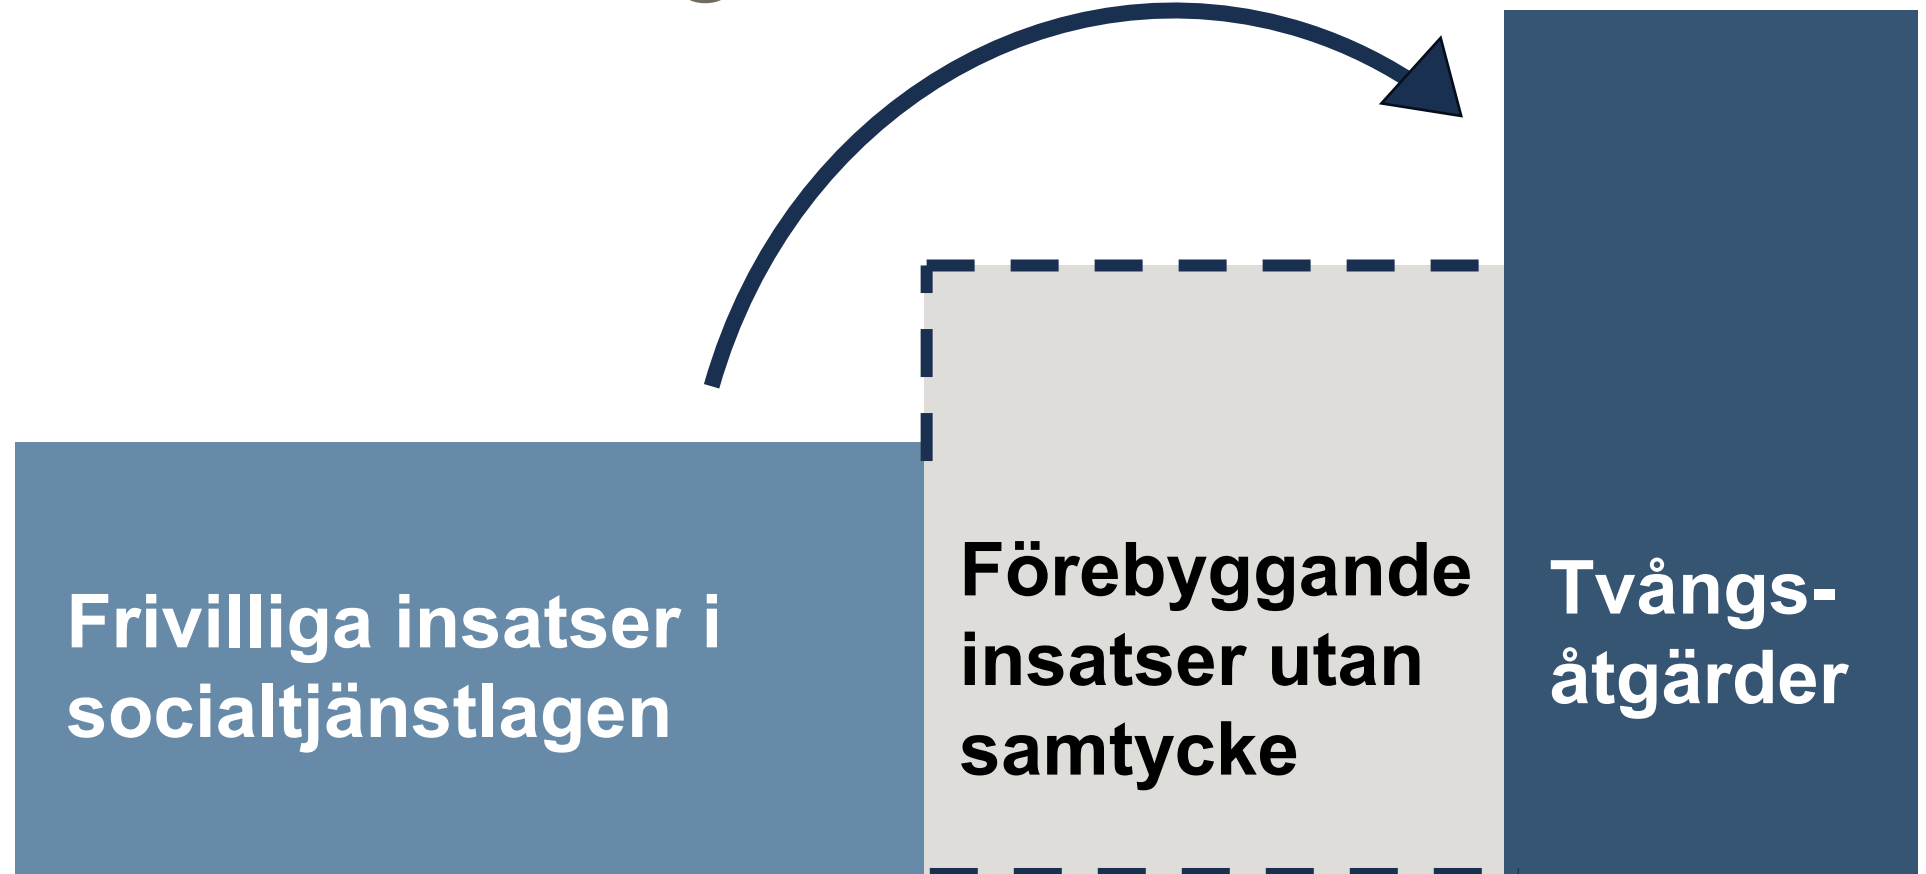 Frivilliga insatser i
socialtjänstlagen
Förebyggande
insatser utan
samtycke
Tvångs-
åtgärder